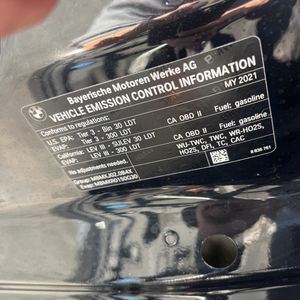 Bayerische Motoren Werke AG
VEHICLE EMISSION CONTROL INFORMATION
Conforms to regulations: MY 2021
U.S. EPA: Tier 3 - Bin 30 LDT CA OBD II Fuel: gasoline
Evap: Tier 3 - 300 LDT
California: LEV III - SULEV 30 LDT CA OBD II Fuel: gasoline
Evap: LEV III - 300 LDT WU-TWC, TWC, WR-HO2S,
No adjustments needed. HO2S, DFI, TC, CAC
Group:
Evap: